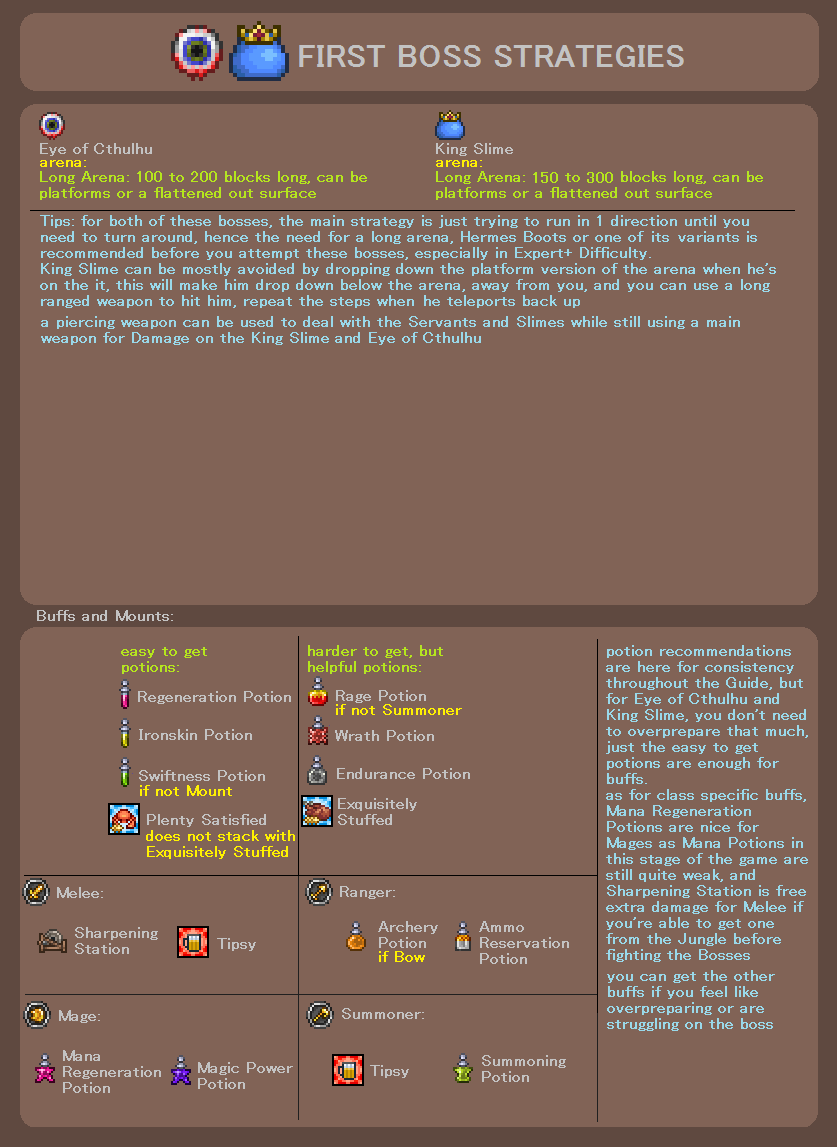 FIRST BOSS STRATEGIES
Eye of Cthulhu
arena:
Long Arena: 100 to 200 blocks long, can be
platforms or a flattened out surface
King Slime
arena:
Long Arena: 150 to 300 blocks long, can be
platforms or a flattened out surface
Tips: for both of these bosses, the main strategy is just trying to run in 1 direction until you
need to turn around, hence the need for a long arena, Hermes Boots or one of its variants is
recommended before you attempt these bosses, especially in Expert+ Difficulty.
King Slime can be mostly avoided by dropping down the platform version of the arena when he's
on the it, this will make him drop down below the arena, away from you, and you can use a long
ranged weapon to hit him, repeat the steps when he teleports back up
a piercing weapon can be used to deal with the Servants and Slimes while still using a main
weapon for Damage on the King Slime and Eye of Cthulhu
Buffs and Mounts:
easy to get
potions:
Regeneration Potion
Ironskin Potion
Swiftness Potion
if not Mount
Plenty Satisfied
does not stack with
Exquisitely Stuffed
harder to get, but
helpful potions:
Rage Potion
if not Summoner
Wrath Potion
Endurance Potion
Exquisitely
Stuffed
Melee:
Sharpening
Station
Tipsy
Ranger:
Archery
Potion
if Bow
Ammo
Reservation
Potion
Mage:
Mana
Regeneration
Potion
Magic Power
Potion
Summoner:
Tipsy
Summoning
Potion
potion recommendations
are here for consistency
throughout the Guide, but
for Eye of Cthulhu and
King Slime, you don't need
to overprepare that much,
just the easy to get
potions are enough for
buffs.
as for class specific buffs,
Mana Regeneration
Potions are nice for
Mages as Mana Potions in
this stage of the game are
still quite weak, and
Sharpening Station is free
extra damage for Melee if
you're able to get one
from the Jungle before
fighting the Bosses
you can get the other
buffs if you feel like
overpreparing or are
struggling on the boss